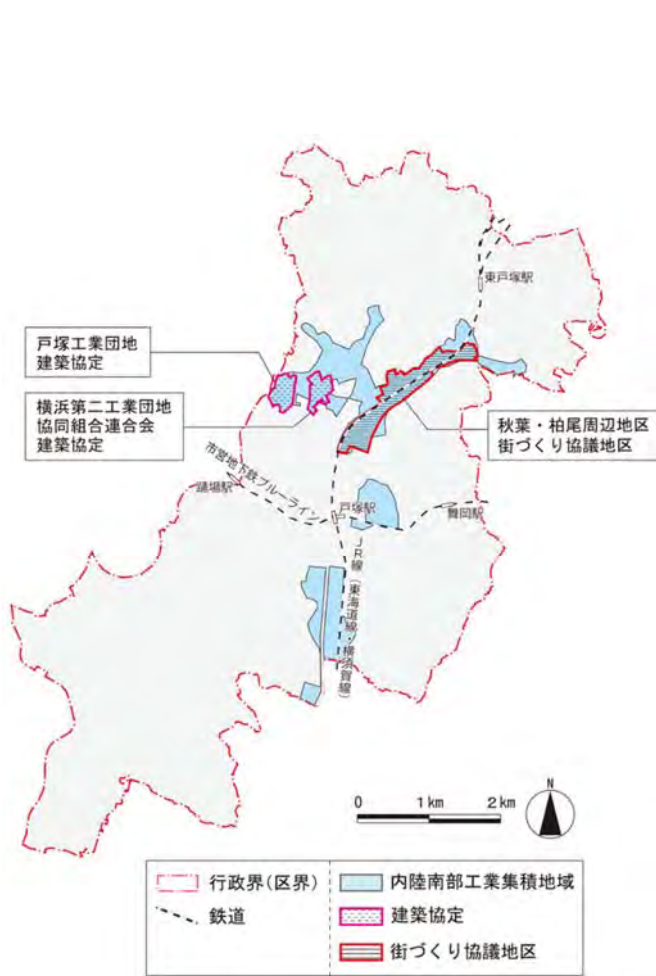 東戸塚駅
戸塚工業団地
建築協定
横浜第二工業団地
協同組合連合会
建築協定
秋葉・柏尾周辺地区
街づくり協議地区
市営地下鉄ブルーライン
踊場駅
戸塚駅
舞岡駅
JR線(東海道線・横須賀線)
0 1km 2km
N
行政界(区界)
鉄道
内陸南部工業集積地域
建築協定
街づくり協議地区